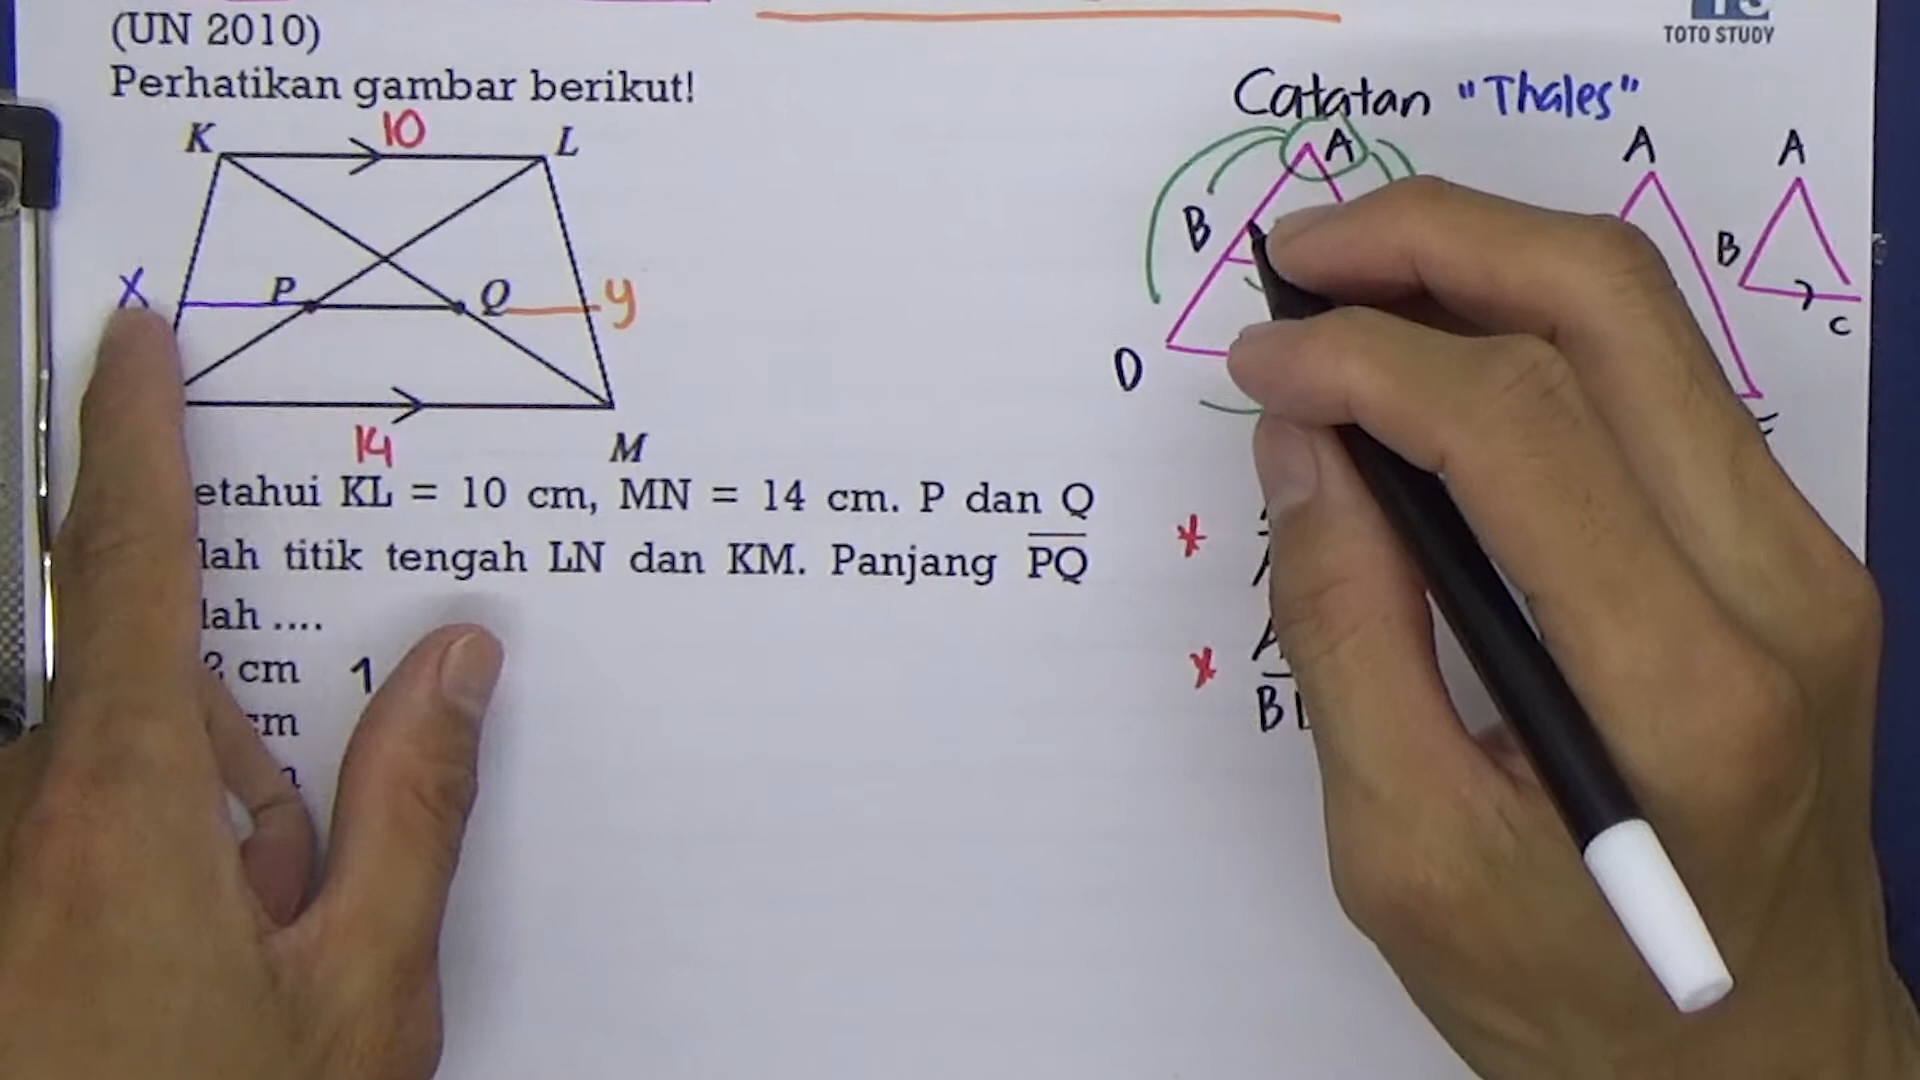 (UN 2010)
Perhatikan gambar berikut!
K 10 L
X P Q y
14
M
etahui KL = 10 cm, MN = 14 cm. P dan Q
lah titik tengah LN dan KM. Panjang PQ
lah ....
cm 1
cm
TOTO STUDY
Catatan "Thales"
A
B
D
A
A
B
C
*
*
B